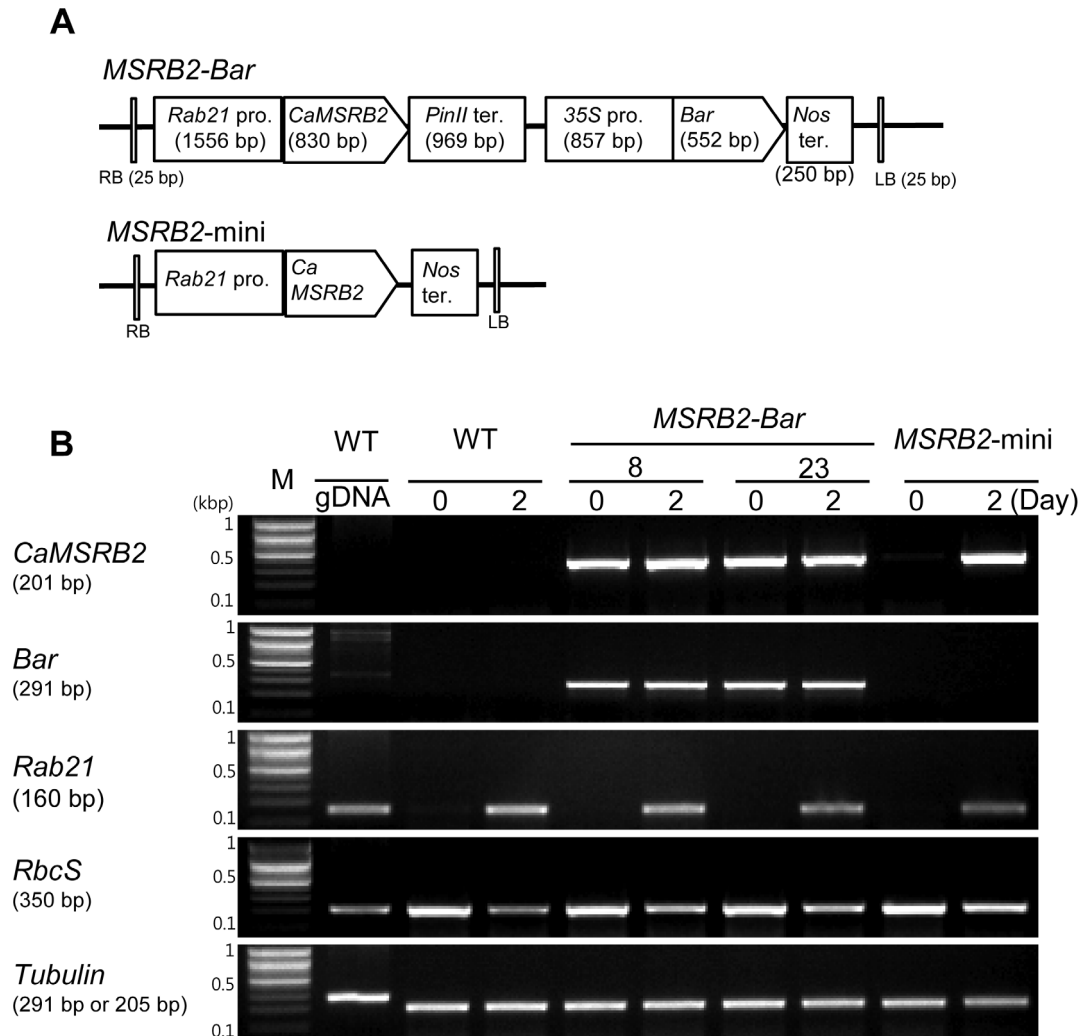 A
MSRB2-Bar
Rab21 pro. CaMSRB2 PinII ter. 35S pro. Bar Nos
(1556 bp) (830 bp) (969 bp) (857 bp) (552 bp) ter.
RB (25 bp) (250 bp) LB (25 bp)
MSRB2-mini
Rab21 pro. Ca Nos
MSRB2 ter.
RB LB
B
MSRB2-Bar
WT WT MSRB2-mini
M 8 23
(kbp) gDNA 0 2 0 2 0 2 0 2 (Day)
CaMSRB2 1
(201 bp) 0.5
0.1
Bar 1
(291 bp) 0.5
0.1
Rab21 1
(160 bp) 0.5
0.1
RbcS 1
(350 bp) 0.5
0.1
Tubulin 1
(291 bp or 205 bp) 0.5
0.1